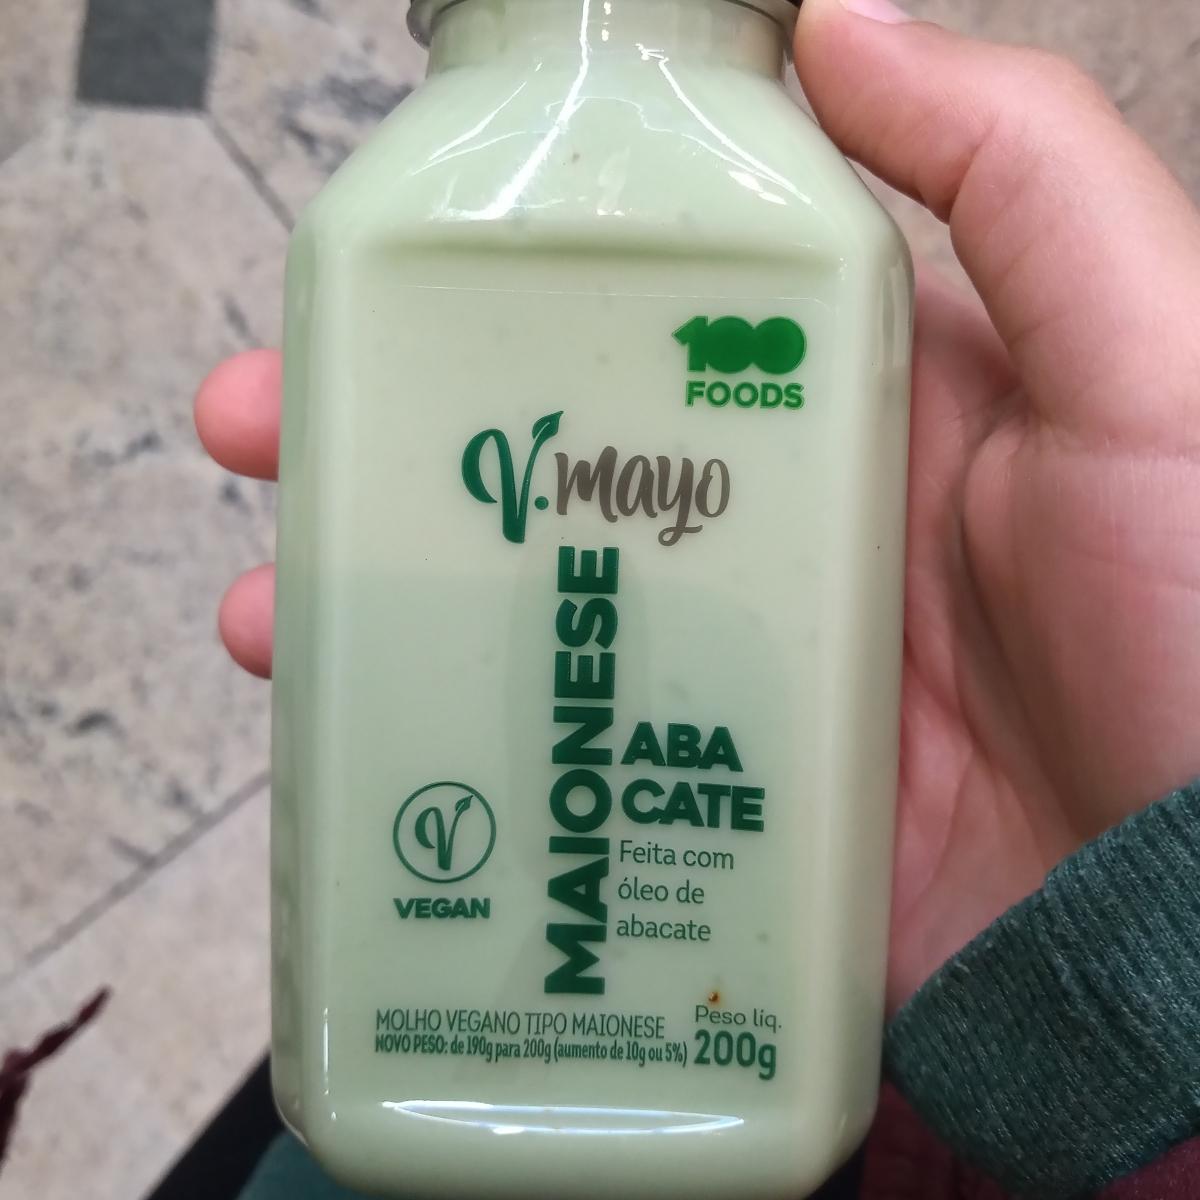 100
FOODS
V.mayo
MAIONESE
ABA
CATE
Feita com
óleo de
abacate
V
VEGAN
MOLHO VEGANO TIPO MAIONESE
NOVO PESO: de 190g para 200g (aumento de 10g ou 5%)
Peso líq.
200g